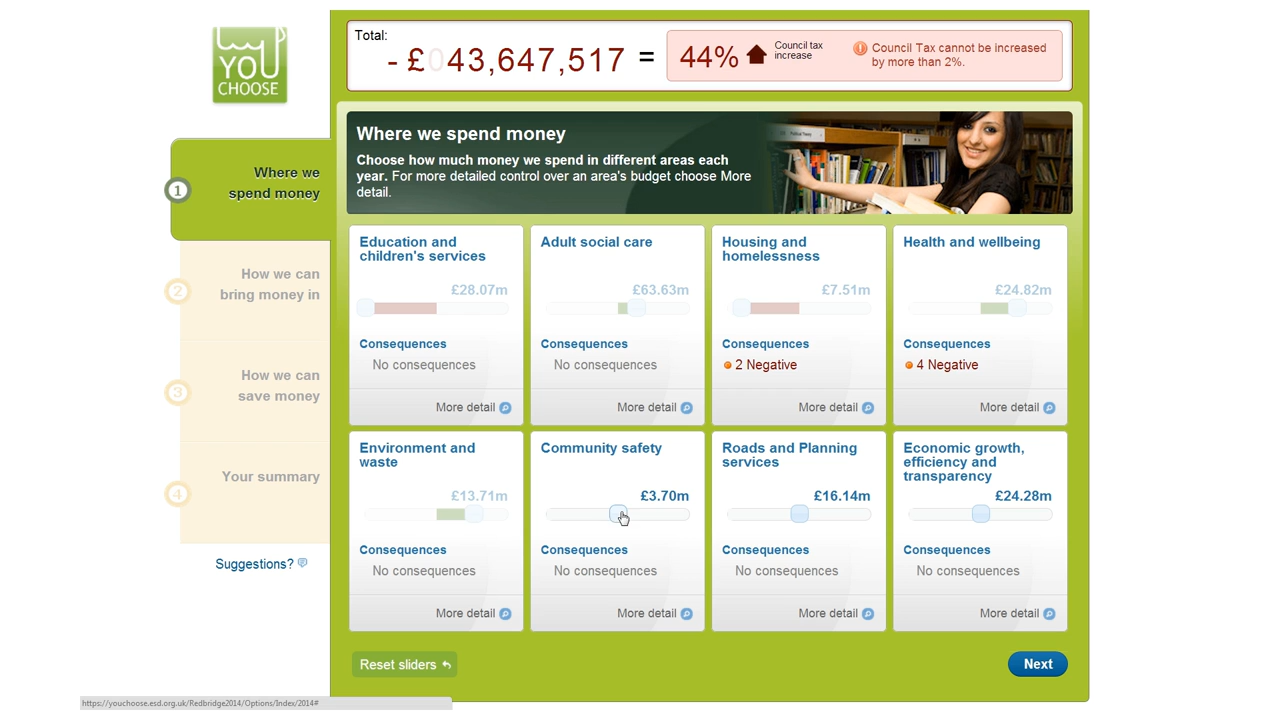 YOU
CHOOSE
Total:
- £043,647,517 = 44% Council tax
increase
Council Tax cannot be increased
by more than 2%.
Where we spend money
Choose how much money we spend in different areas each
year. For more detailed control over an area's budget choose More
detail.
1
Where we
spend money
2
How we can
bring money in
3
How we can
save money
4
Your summary
Suggestions?
Education and
children's services
£28.07m
Consequences
No consequences
More detail
Adult social care
£63.63m
Consequences
No consequences
More detail
Housing and
homelessness
£7.51m
Consequences
2 Negative
More detail
Health and wellbeing
£24.82m
Consequences
4 Negative
More detail
Environment and
waste
£13.71m
Consequences
No consequences
More detail
Community safety
£3.70m
Consequences
No consequences
More detail
Roads and Planning
services
£16.14m
Consequences
No consequences
More detail
Economic growth,
efficiency and
transparency
£24.28m
Consequences
No consequences
More detail
Reset sliders
Next
https://youchoose.esd.org.uk/Redbridge2014/Options/Index/2014#